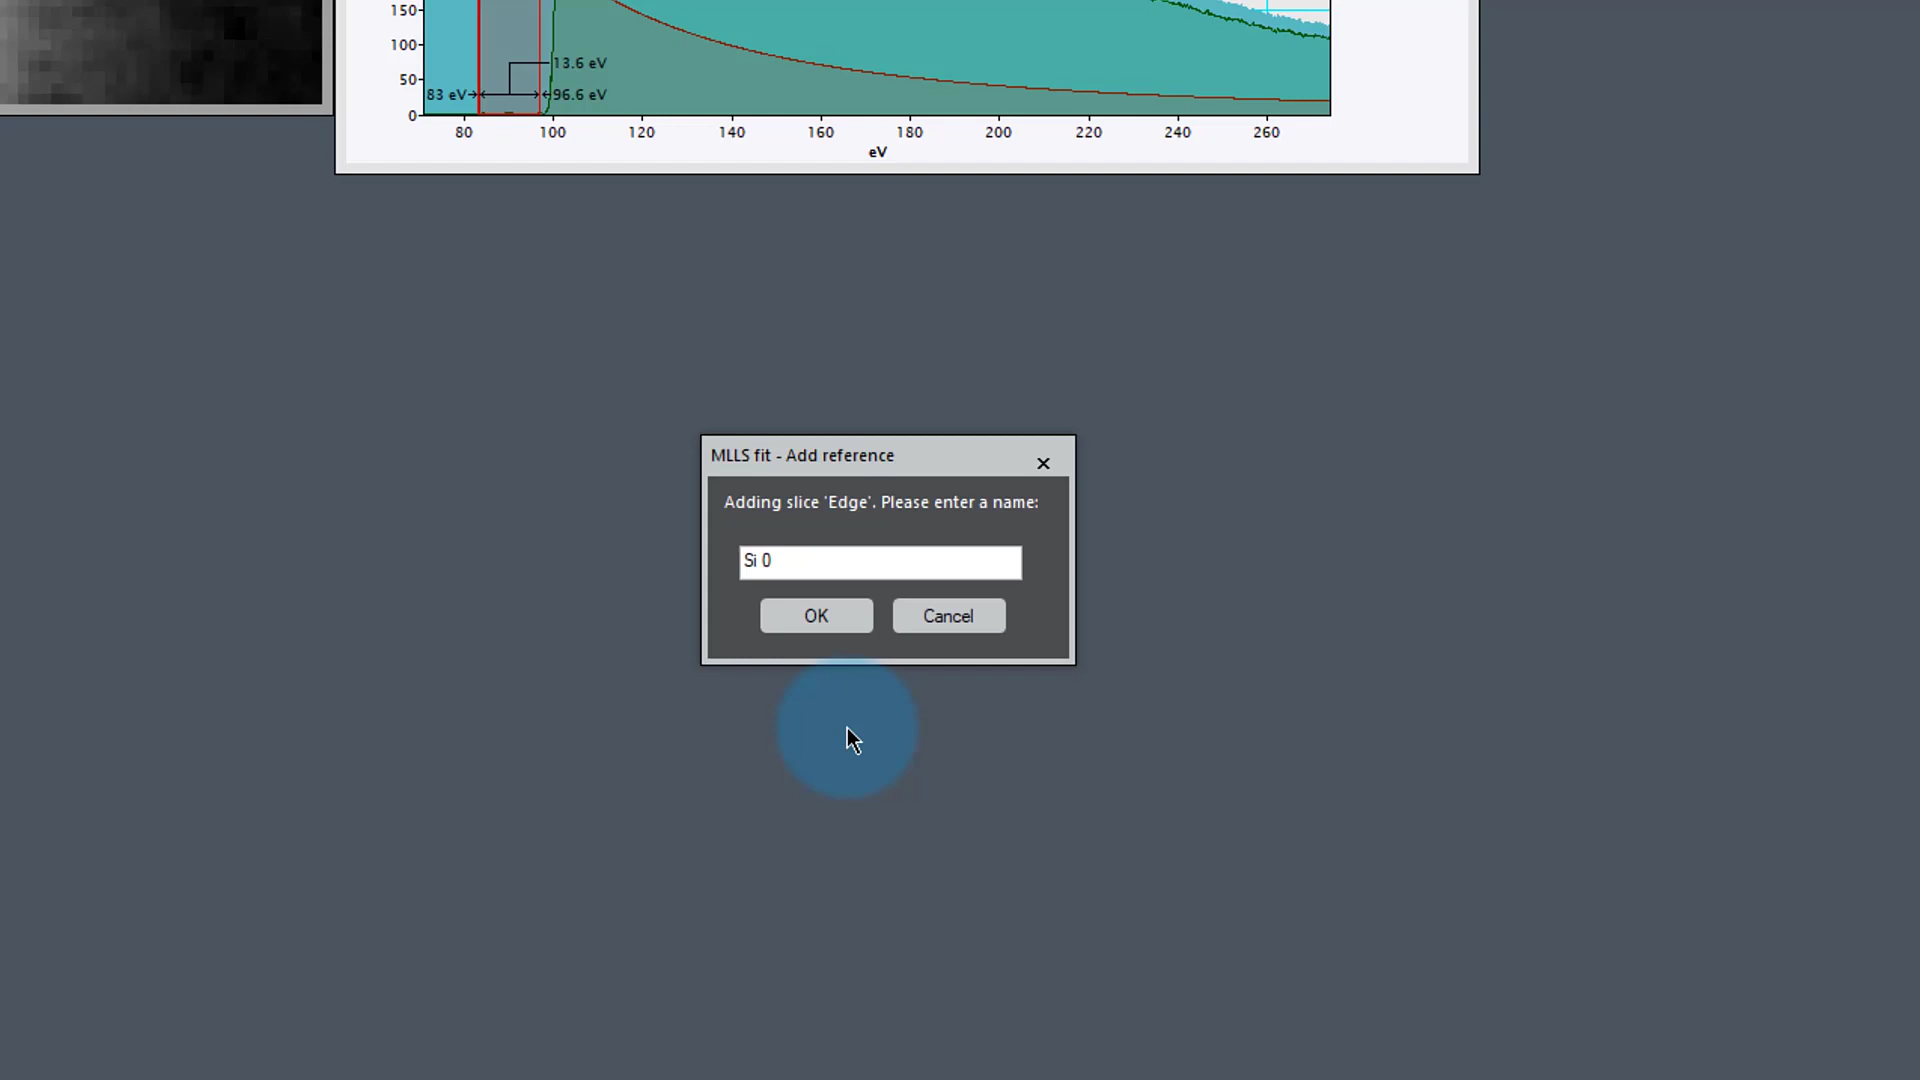 150
100
50
0
13.6 eV
83 eV
96.6 eV
80 100 120 140 160 180 200 220 240 260
eV
MLLS fit - Add reference
Adding slice 'Edge'. Please enter a name:
Si 0
OK Cancel